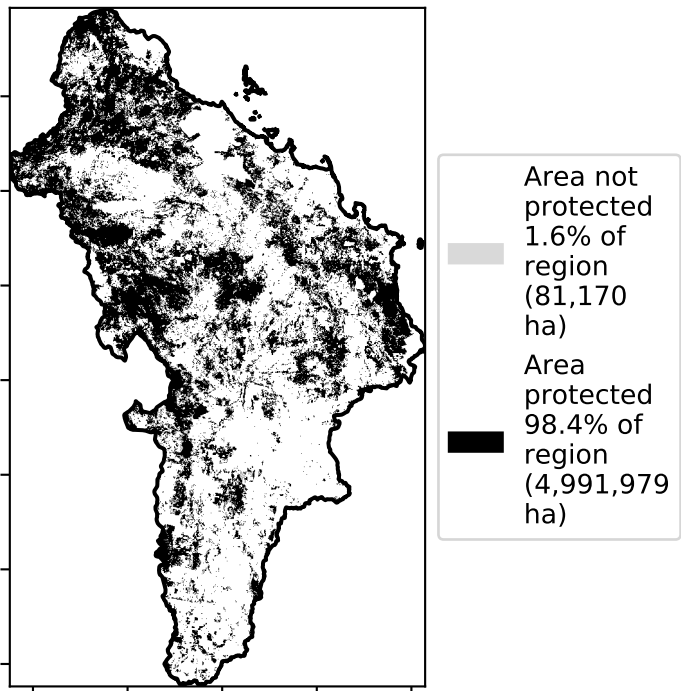 Area not
protected
1.6% of
region
(81,170
ha)
Area
protected
98.4% of
region
(4,991,979
ha)